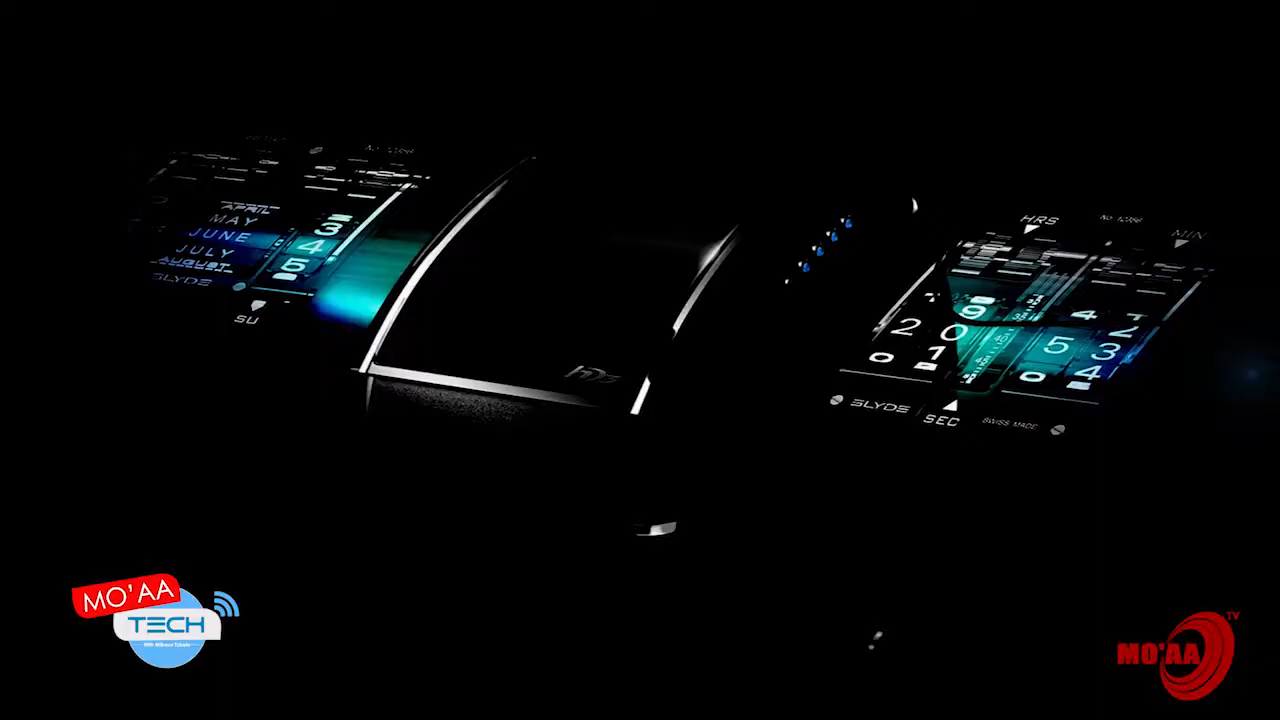 APRIL
MAY
JUNE
JULY
AUGUST
3
4
5
SLYDE
SU
HRS
MIN
2 0 9
0 1
5
0
4
2
3
4
SLYDE
SEC
SWISS MADE
MO'AA
TECH
MO'AA
TV